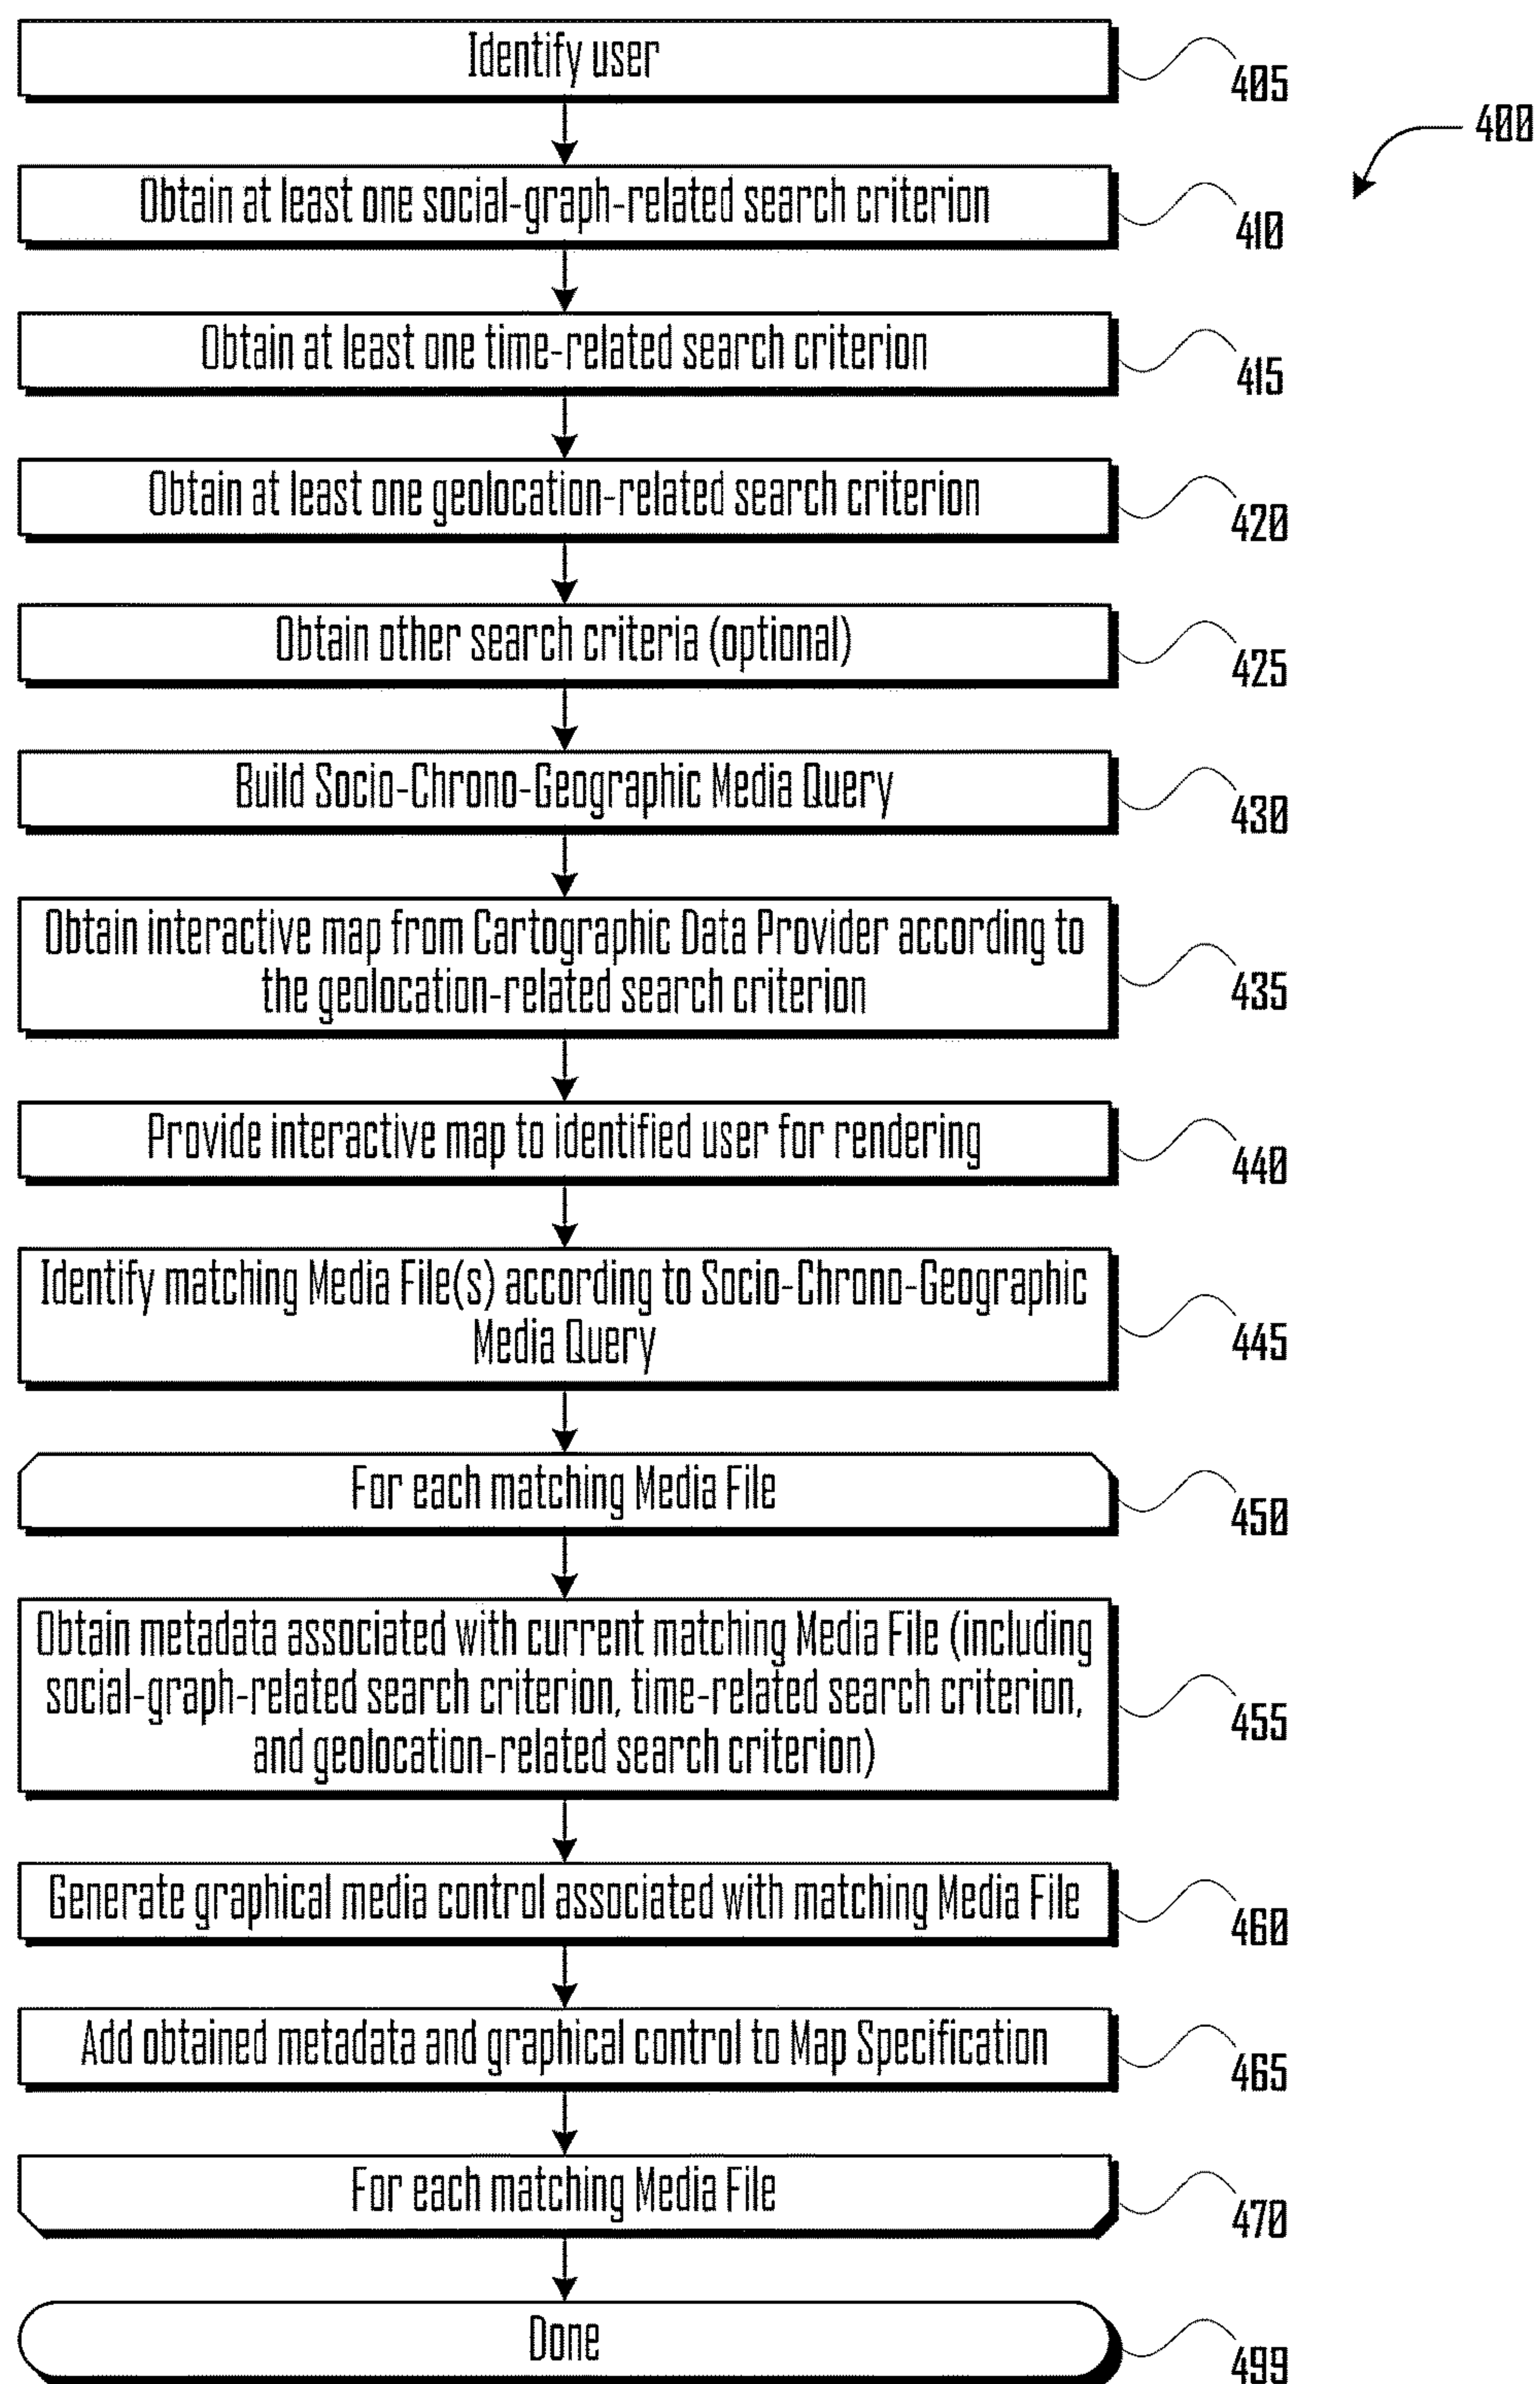 Identify user
405
400
Obtain at least one social-graph-related search criterion
410
Obtain at least one time-related search criterion
415
Obtain at least one geolocation-related search criterion
420
Obtain other search criteria (optional)
425
Build Socio-Chrono-Geographic Media Query
430
Obtain interactive map from Cartographic Data Provider according to
the geolocation-related search criterion
435
Provide interactive map to identified user for rendering
440
Identify matching Media File(s) according to Socio-Chrono-Geographic
Media Query
445
For each matching Media File
450
Obtain metadata associated with current matching Media File (including
social-graph-related search criterion, time-related search criterion,
and geolocation-related search criterion)
455
Generate graphical media control associated with matching Media File
460
Add obtained metadata and graphical control to Map Specification
465
For each matching Media File
470
Done
499